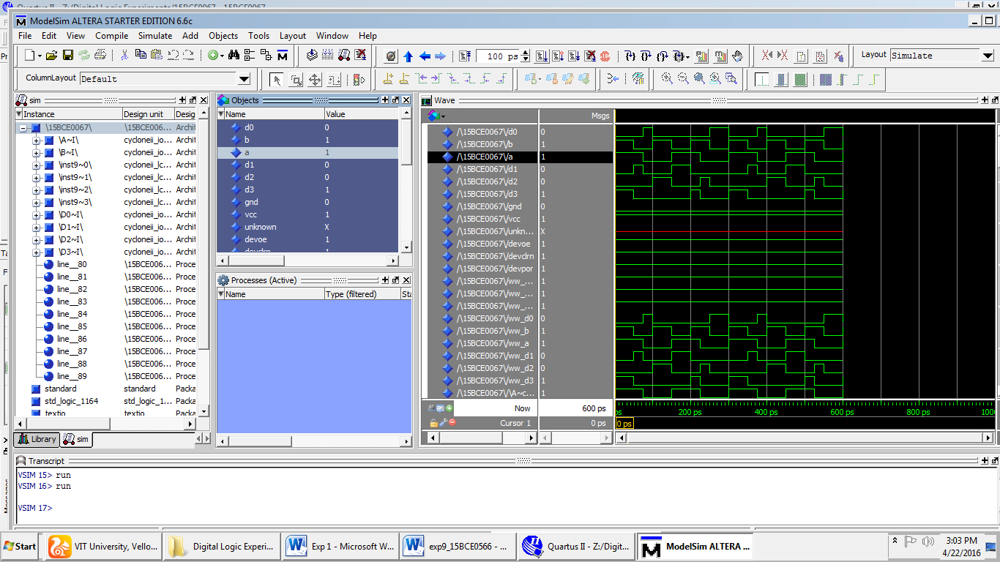 Quartus II - Z:/Digital Logic Experiments/15BCE0067 - 15BCE0067
ModelSim ALTERA STARTER EDITION 6.6c
File Edit View Compile Simulate Add Objects Tools Layout Window Help
100 ps
Layout Simulate
ColumnLayout Default
sim
Instance Design unit Desig
\15BCE0067\ \15BCE006... Archit
\A~I\ cycloneii_io... Archit
\B~I\ cycloneii_io... Archit
\inst9~0\ cycloneii_lc... Archit
\inst9~1\ cycloneii_lc... Archit
\inst9~2\ cycloneii_lc... Archit
\inst9~3\ cycloneii_lc... Archit
\D0~I\ cycloneii_io... Archit
\D1~I\ cycloneii_io... Archit
\D2~I\ cycloneii_io... Archit
\D3~I\ cycloneii_io... Archit
line__80 \15BCE006... Proce
line__81 \15BCE006... Proce
line__82 \15BCE006... Proce
line__83 \15BCE006... Proce
line__84 \15BCE006... Proce
line__85 \15BCE006... Proce
line__86 \15BCE006... Proce
line__87 \15BCE006... Proce
line__88 \15BCE006... Proce
line__89 \15BCE006... Proce
standard standard Packa
std_logic_1164 std_logic_1... Packa
textio textio Packa
Library sim
Objects
Name Value
d0 0
b 1
a 1
d1 0
d2 0
d3 1
gnd 0
vcc 1
unknown X
devoe 1
devclrn 1
Processes (Active)
Name Type (filtered) Sta
Wave
Msgs
/\15BCE0067\/d0 0
/\15BCE0067\/b 1
/\15BCE0067\/a 1
/\15BCE0067\/d1 0
/\15BCE0067\/d2 0
/\15BCE0067\/d3 1
/\15BCE0067\/gnd 0
/\15BCE0067\/vcc 1
/\15BCE0067\/unkn... X
/\15BCE0067\/devoe 1
/\15BCE0067\/devclrn 1
/\15BCE0067\/devpor 1
/\15BCE0067\/ww_... 1
/\15BCE0067\/ww_... 1
/\15BCE0067\/ww_... 1
/\15BCE0067\/ww_d0 0
/\15BCE0067\/ww_b 1
/\15BCE0067\/ww_a 1
/\15BCE0067\/ww_d1 0
/\15BCE0067\/ww_d2 0
/\15BCE0067\/ww_d3 1
/\15BCE0067\/\A~c... 1
Now 600 ps
ps 200 ps 400 ps 600 ps 800 ps 1000
Cursor 1 0 ps
0 ps
Transcript
VSIM 15> run
VSIM 16> run
VSIM 17>
Start
VIT University, Vello...
Digital Logic Experi...
Exp 1 - Microsoft W...
exp9_15BCE0566 - ...
Quartus II - Z:/Digit...
ModelSim ALTERA ...
3:03 PM
4/22/2016